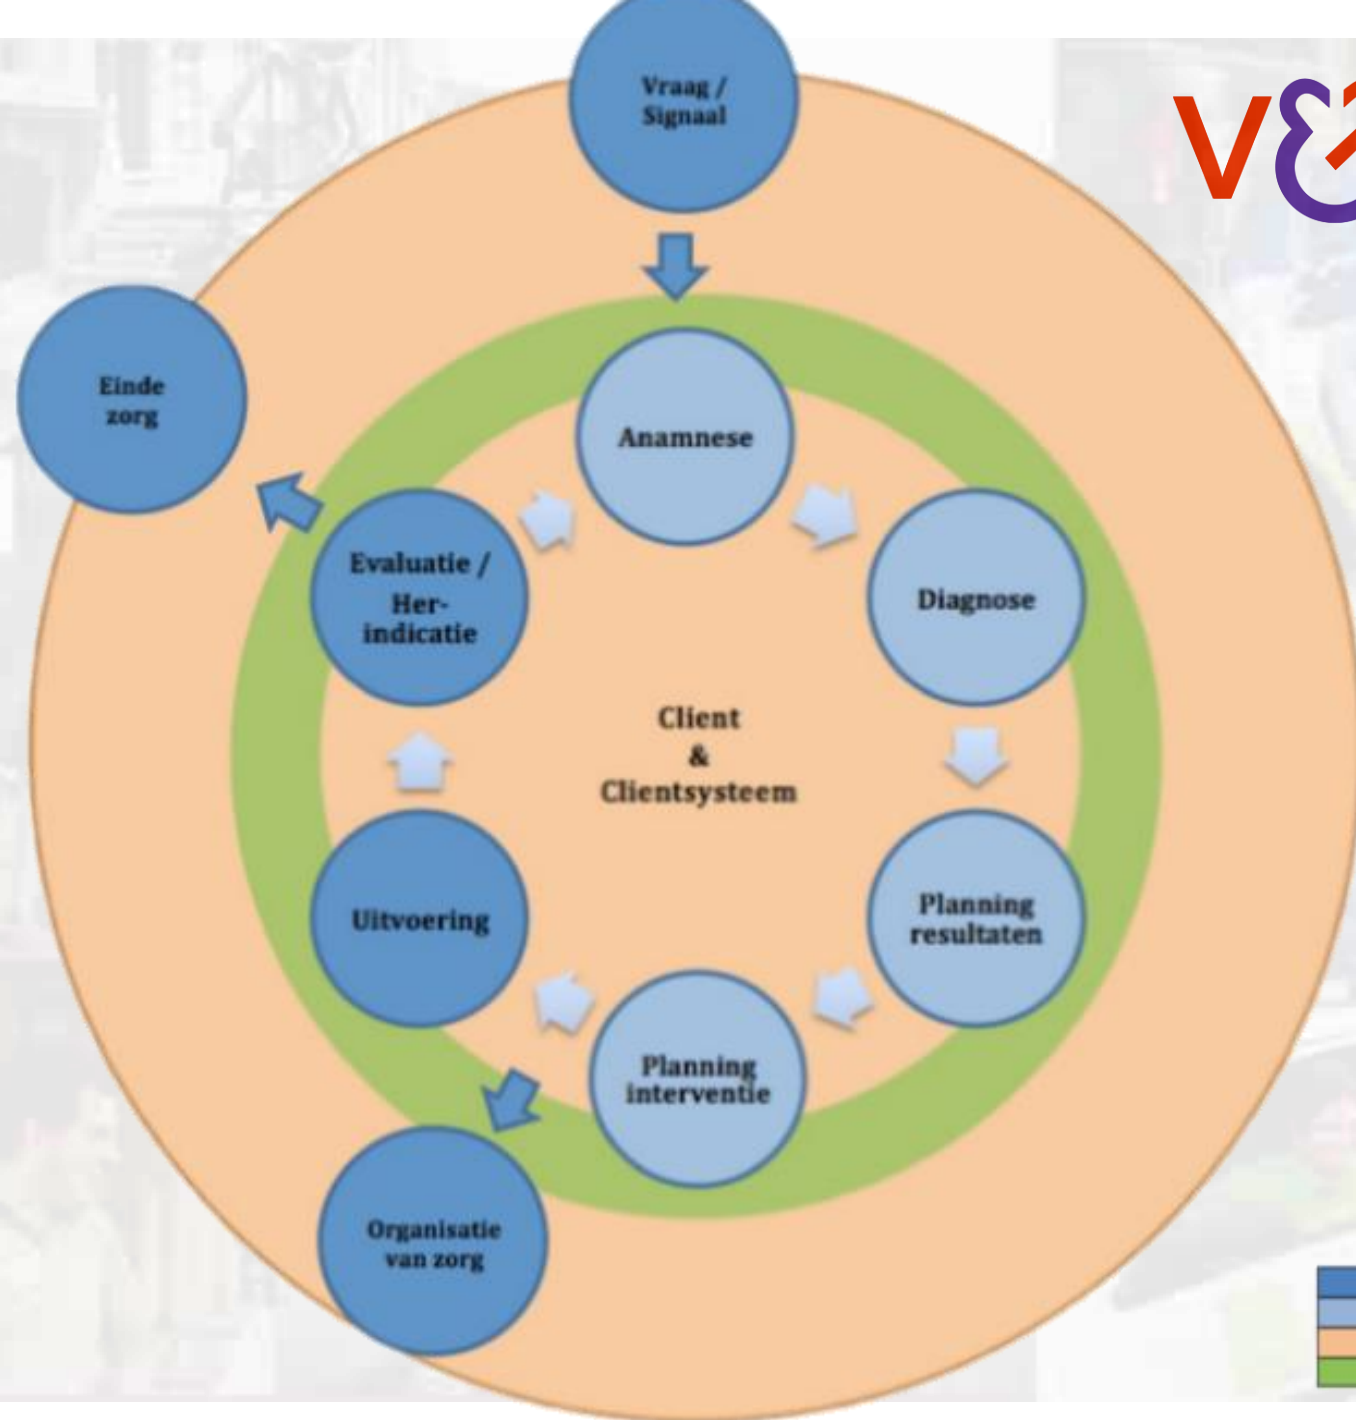 Vraag /
Signaal
V&
Einde
zorg
Anamnese
Evaluatie /
Her-
indicatie
Diagnose
Client
&
Clientsysteem
Uitvoering
Planning
resultaten
Planning
interventie
Organisatie
van zorg